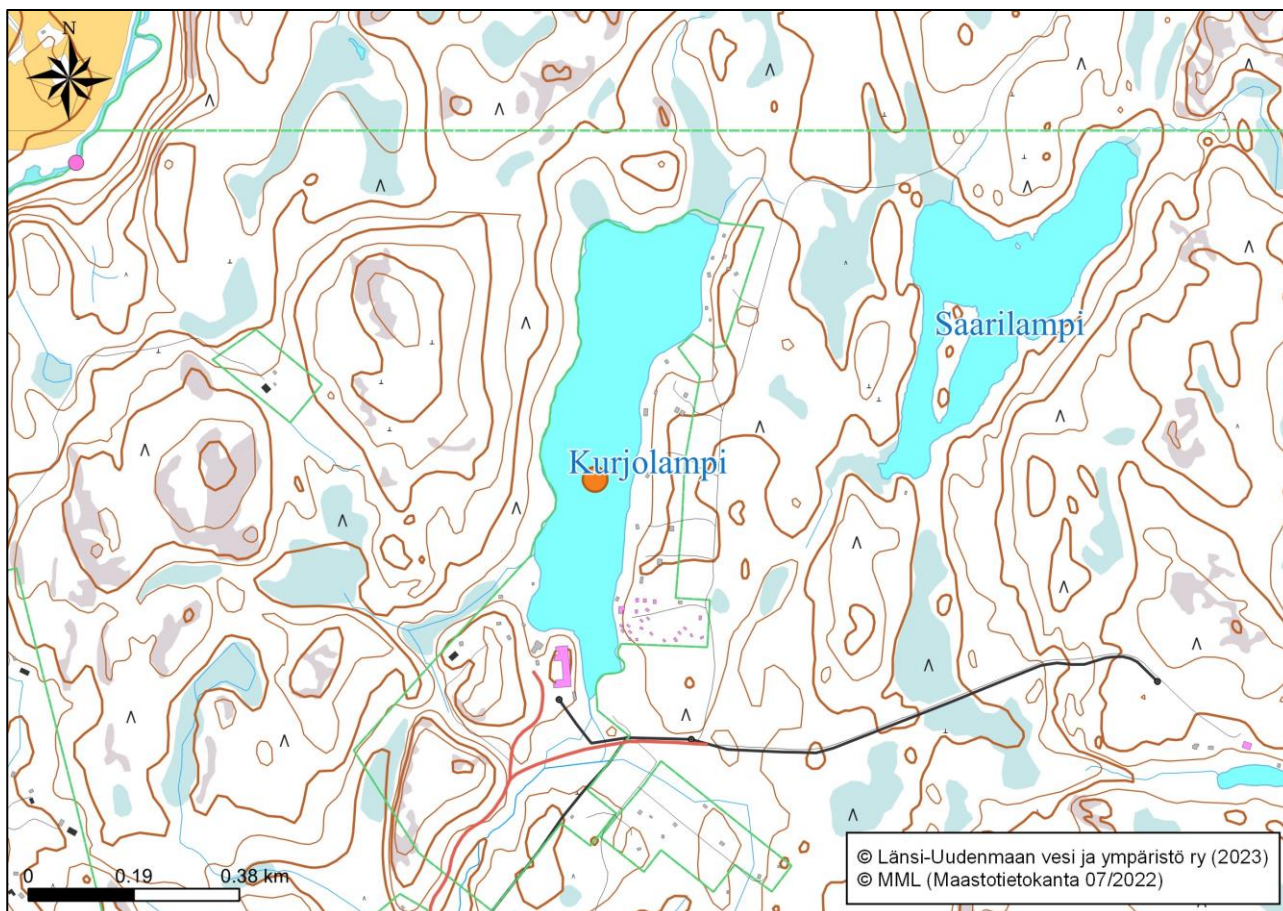 N
Saarilampi
Kurjolampi
0 0.19 0.38 km
© Länsi-Uudenmaan vesi ja ympäristö ry (2023)
© MML (Maastotietokanta 07/2022)